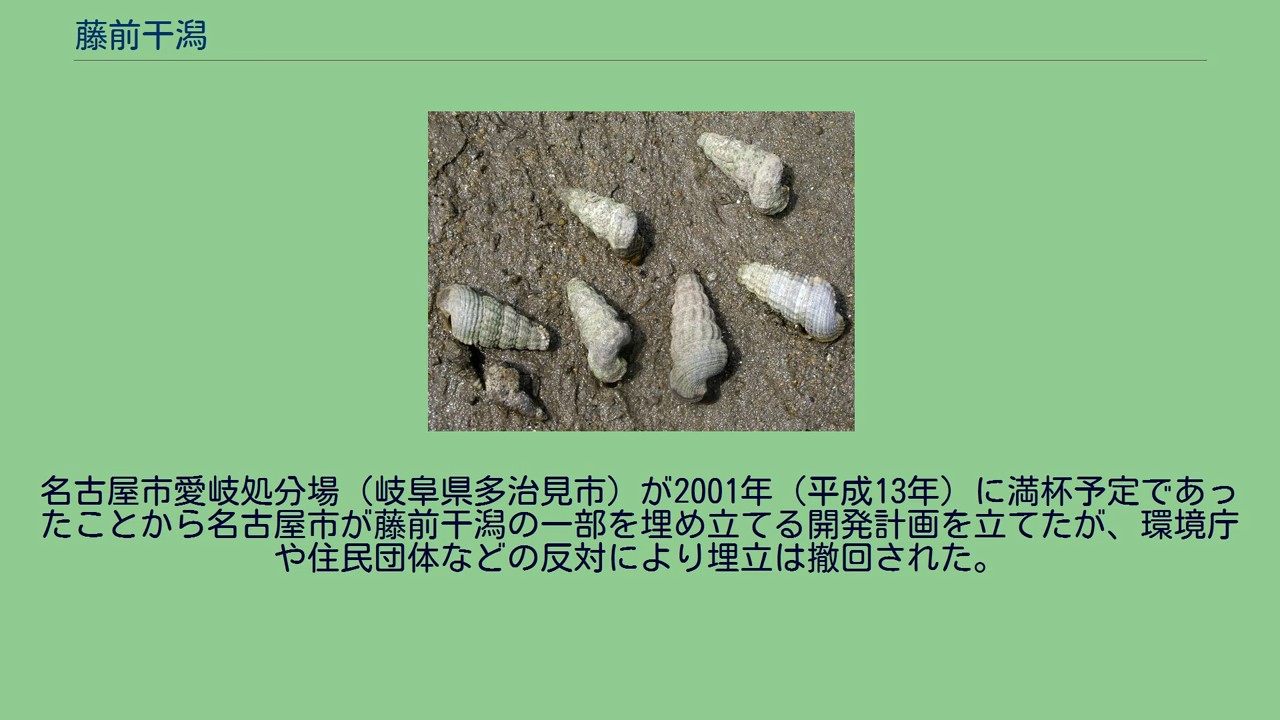 藤前干潟
名古屋市愛岐処分場（岐阜県多治見市）が2001年（平成13年）に満杯予定であっ
たことから名古屋市が藤前干潟の一部を埋め立てる開発計画を立てたが、環境庁
や住民団体などの反対により埋立は撤回された。